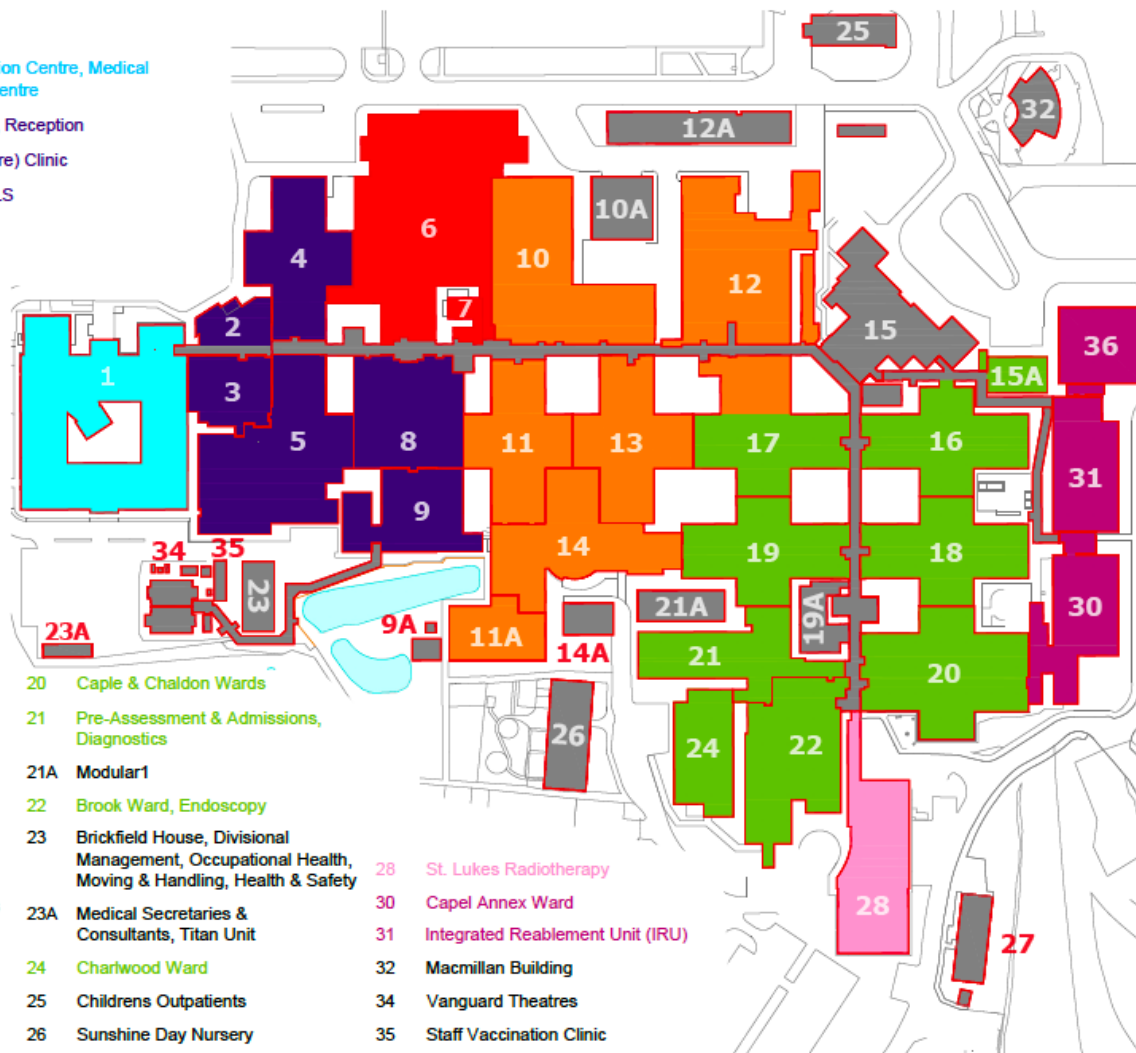 ion Centre, Medical
entre
Reception
re) Clinic
LS
25
32
12A
10A
6
4
10
12
7
2
15
1
36
15A
3
5
8
11
13
17
16
31
9
14
19
18
34
35
23
21A
19A
30
23A
9A
11A
14A
21
20
26
24
22
28
27
20 Caple & Chaldon Wards
21 Pre-Assessment & Admissions,
Diagnostics
21A Modular1
22 Brook Ward, Endoscopy
23 Brickfield House, Divisional
Management, Occupational Health,
Moving & Handling, Health & Safety
23A Medical Secretaries &
Consultants, Titan Unit
24 Charlwood Ward
25 Childrens Outpatients
26 Sunshine Day Nursery
28 St. Lukes Radiotherapy
30 Capel Annex Ward
31 Integrated Reablement Unit (IRU)
32 Macmillan Building
34 Vanguard Theatres
35 Staff Vaccination Clinic